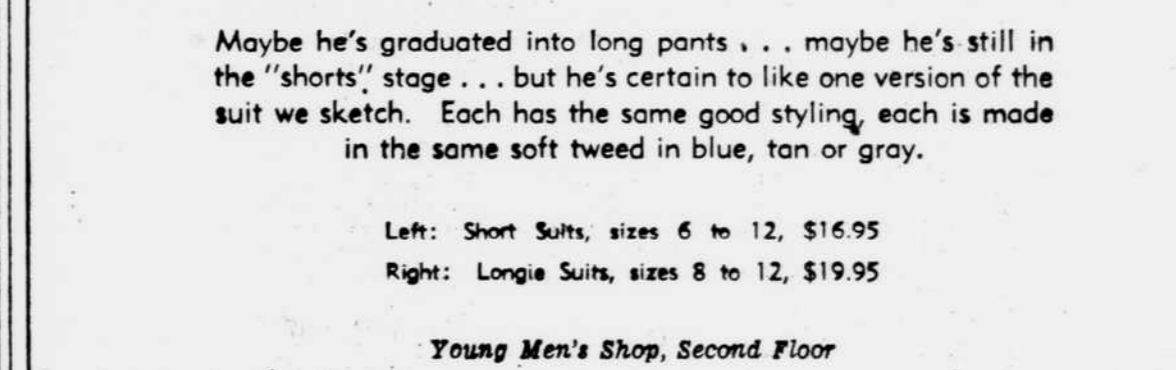 Maybe he's graduated into long pants . . . maybe he's still in
the "shorts" stage . . . but he's certain to like one version of the
suit we sketch. Each has the same good styling, each is made
in the same soft tweed in blue, tan or gray.
Left: Short Suits, sizes 6 to 12, $16.95
Right: Longie Suits, sizes 8 to 12, $19.95
Young Men's Shop, Second Floor